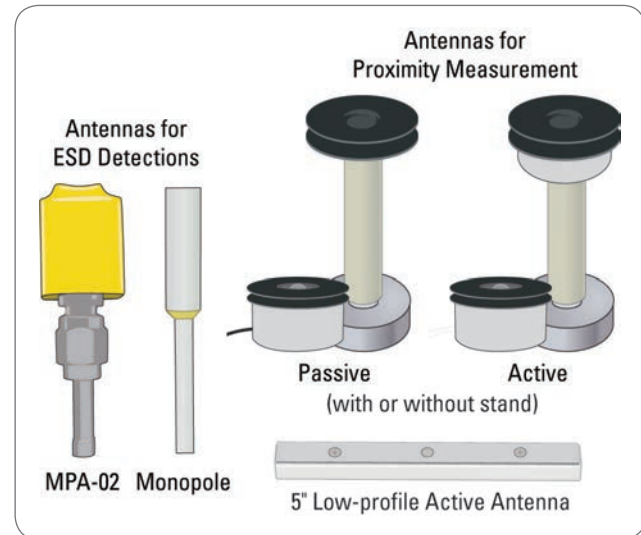 Antennas for
Proximity Measurement
Antennas for
ESD Detections
Passive
Active
(with or without stand)
MPA-02
Monopole
5" Low-profile Active Antenna